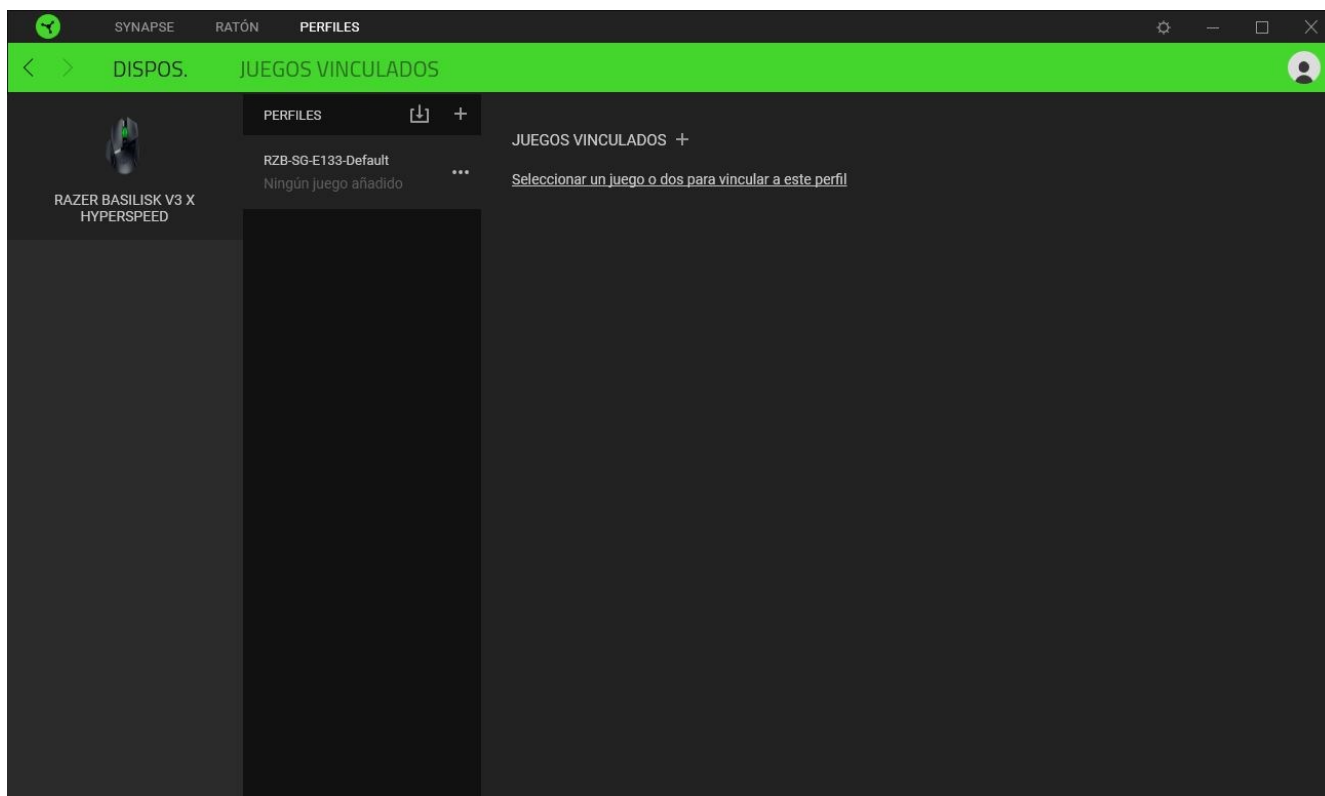 SYNAPSE RATÓN PERFILES
DISPOS. JUEGOS VINCULADOS
RAZER BASILISK V3 X
HYPERSPEED
PERFILES
RZB-SG-E133-Default
Ningún juego añadido
JUEGOS VINCULADOS
Seleccionar un juego o dos para vincular a este perfil